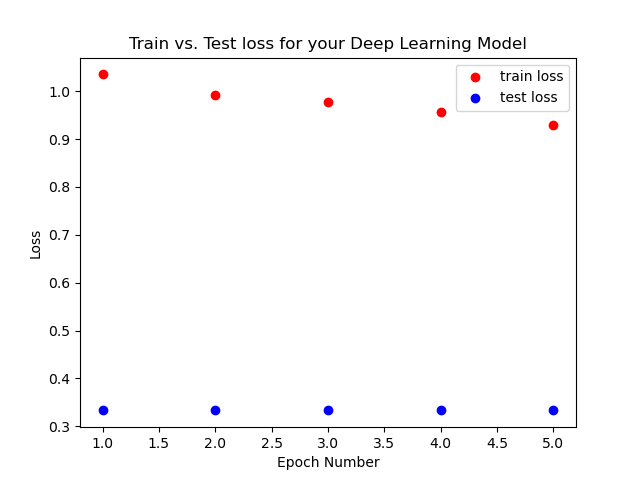 Train vs. Test loss for your Deep Learning Model
train loss
test loss
1.0
0.9
0.8
0.7
0.6
0.5
0.4
0.3
Loss
1.0 1.5 2.0 2.5 3.0 3.5 4.0 4.5 5.0
Epoch Number